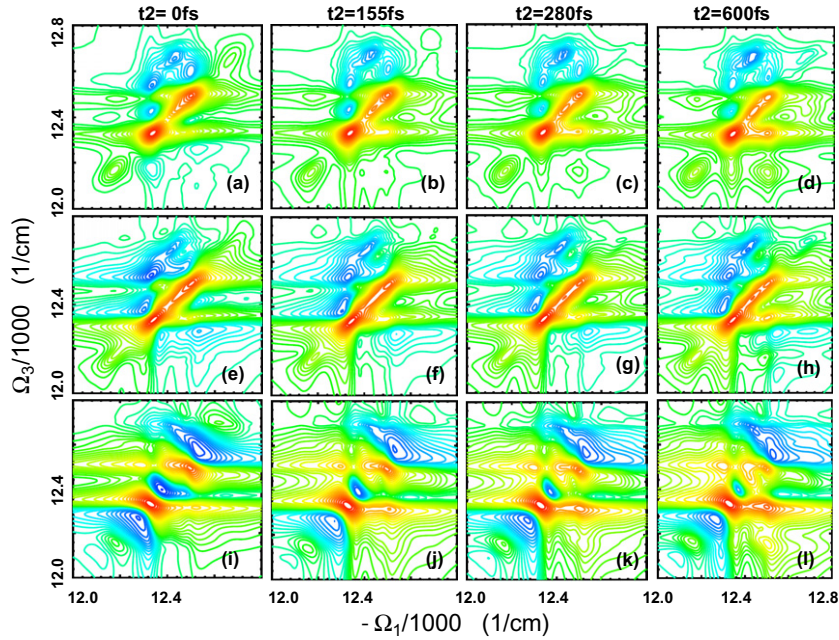 t2= 0fs t2=155fs t2=280fs t2=600fs
12.8
12.4
12.0
(a) (b) (c) (d)
12.4
12.0
(e) (f) (g) (h)
12.4
12.0
(i) (j) (k) (l)
Ω3/1000 (1/cm)
12.0 12.4 12.0 12.4 12.0 12.4 12.0 12.4 12.8
- Ω1/1000 (1/cm)